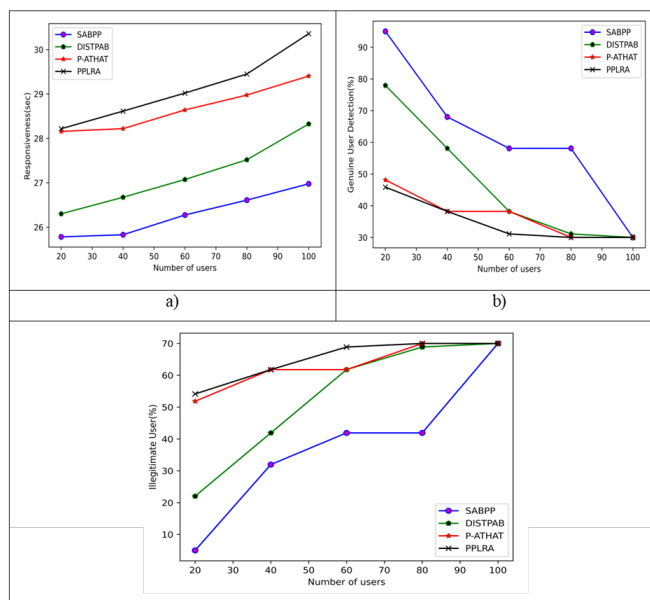 SABPP
DISTPAB
P-ATHAT
PPLRA
Responsiveness(sec)
30
29
28
27
26
20 30 40 50 60 70 80 90 100
Number of users
a)
SABPP
DISTPAB
P-ATHAT
PPLRA
Genuine User Detection(%)
90
80
70
60
50
40
30
20 30 40 50 60 70 80 90 100
Number of users
b)
Illegitimate User(%)
70
60
50
40
30
20
10
SABPP
DISTPAB
P-ATHAT
PPLRA
20 30 40 50 60 70 80 90 100
Number of users